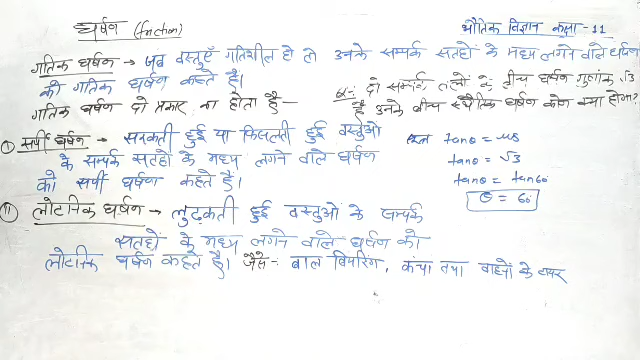 घर्षण (friction)
भौतिक विज्ञान कक्षा - 11
गतिक घर्षण → जब वस्तुएँ गतिशील हो तो उनके सम्पर्क सतहों के मध्य लगने वाले घर्षण
को गतिक घर्षण कहते हैं।
गतिक घर्षण दो प्रकार का होता है—
① सर्पी घर्षण → सरकती हुई या फिसलती हुई वस्तुओ
के सम्पर्क सतहों के मध्य लगने वाले घर्षण
को सर्पी घर्षण कहते हैं।
दो सम्पर्क तलों के बीच घर्षण गुणांक √3
है उनके बीच स्थैतिक घर्षण कोण क्या होगा?
हल tanθ = μs
tanθ = √3
tanθ = tan60
θ = 60°
⑪ लोटनिक घर्षण → लुढ़कती हुई वस्तुओ के सम्पर्क
सतहों के मध्य लगने वाले घर्षण को
लोटनिक घर्षण कहते है। जैसे:- बाल बियरिंग, कंचा तथा वाहनों के टायर